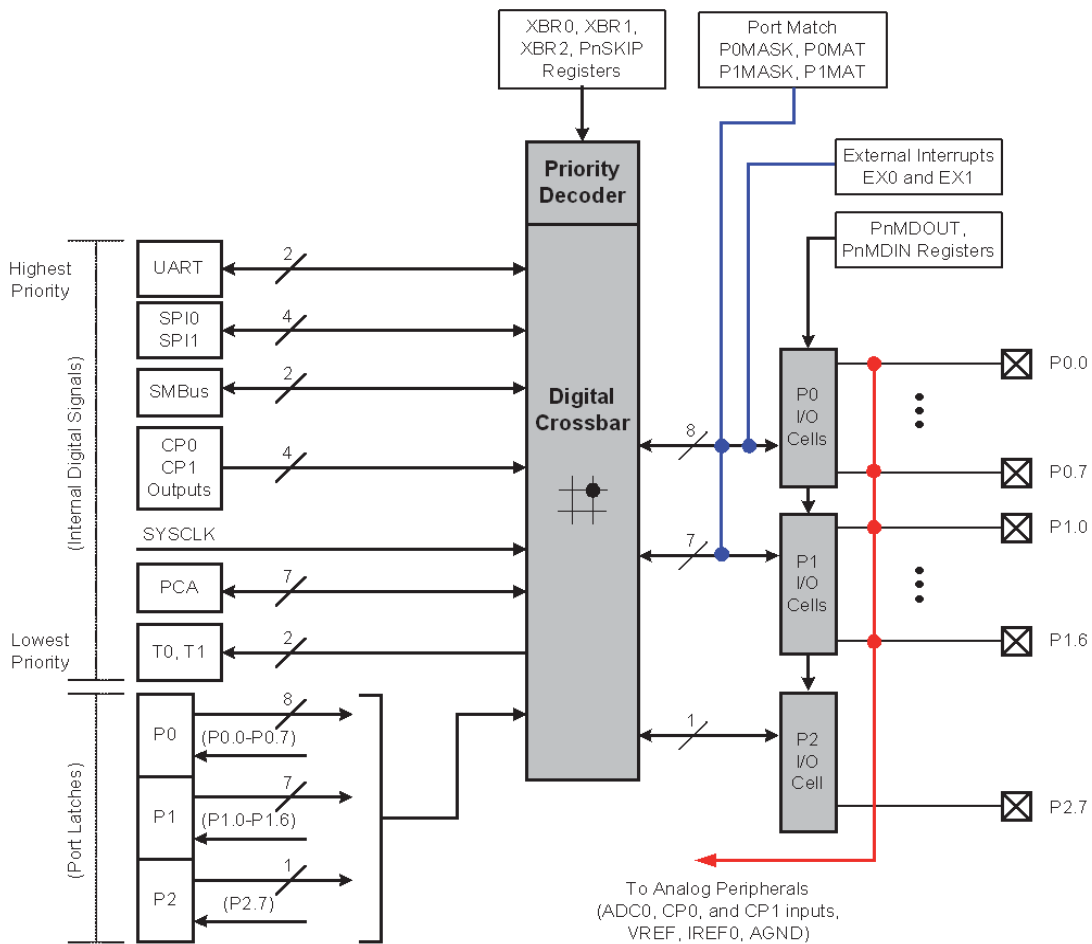 XBR0, XBR1,
XBR2, PnSKIP
Registers
Port Match
P0MASK, P0MAT
P1MASK, P1MAT
Priority
Decoder
External Interrupts
EX0 and EX1
PnMDOUT,
PnMDIN Registers
Highest
Priority
UART
2
SPI0
SPI1
4
(Internal Digital Signals)
SMBus
2
Digital
Crossbar
CP0
CP1
Outputs
4
SYSCLK
PCA
7
Lowest
Priority
T0, T1
2
8
P0
I/O
Cells
P0.0
P0.7
7
P1
I/O
Cells
P1.0
P1.6
1
P2
I/O
Cell
P2.7
(Port Latches)
P0
8
(P0.0-P0.7)
P1
7
(P1.0-P1.6)
P2
1
(P2.7)
To Analog Peripherals
(ADC0, CP0, and CP1 inputs,
VREF, IREF0, AGND)